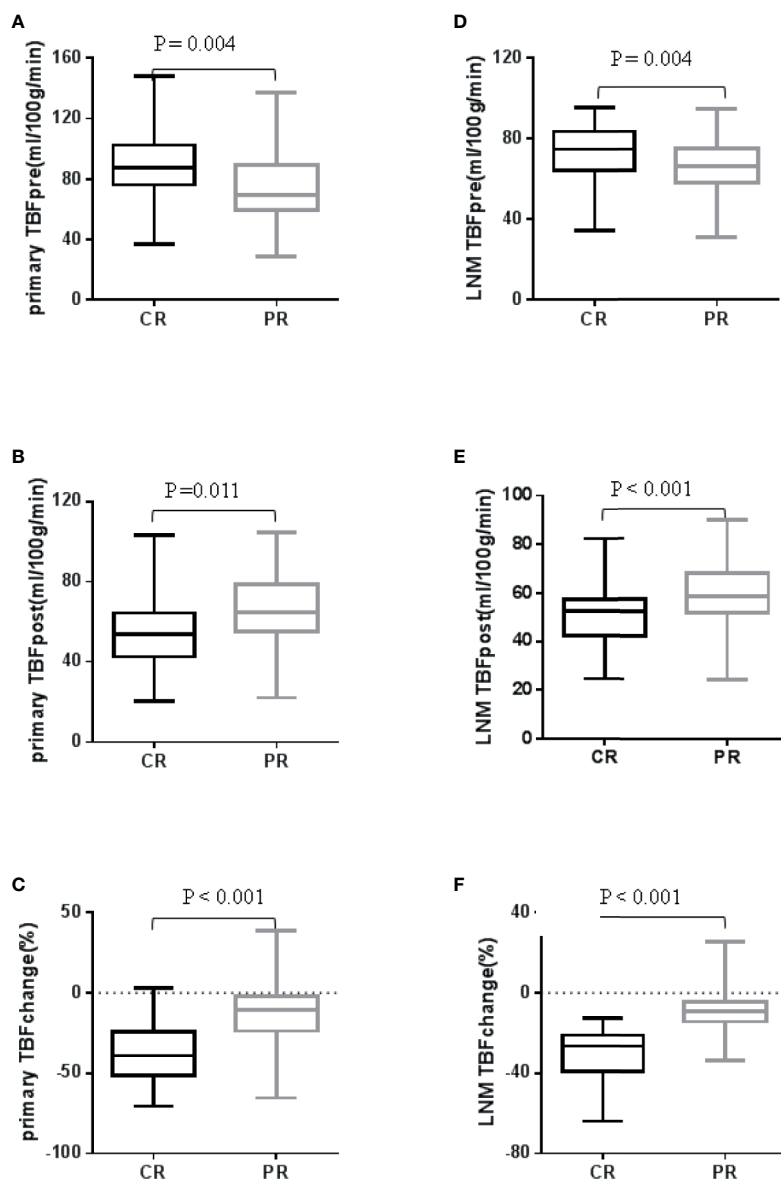 A
P = 0.004
primary TBFpre(ml/100g/min)
160
120
80
40
0
CR PR
D
P = 0.004
LNM TBFpre(ml/100g/min)
120
80
40
0
CR PR
B
P=0.011
primary TBFpost(ml/100g/min)
120
80
40
0
CR PR
E
P < 0.001
LNM TBFpost(ml/100g/min)
100
80
60
40
20
0
CR PR
C
P < 0.001
primary TBFchange(%)
50
0
-50
-100
CR PR
F
P < 0.001
LNM TBFchange(%)
40
0
-40
-80
CR PR